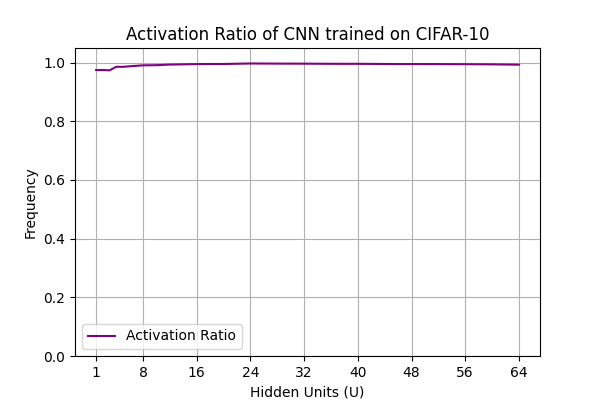 Activation Ratio of CNN trained on CIFAR-10
1.0
0.8
0.6
0.4
0.2
0.0
Frequency
Activation Ratio
1 8 16 24 32 40 48 56 64
Hidden Units (U)